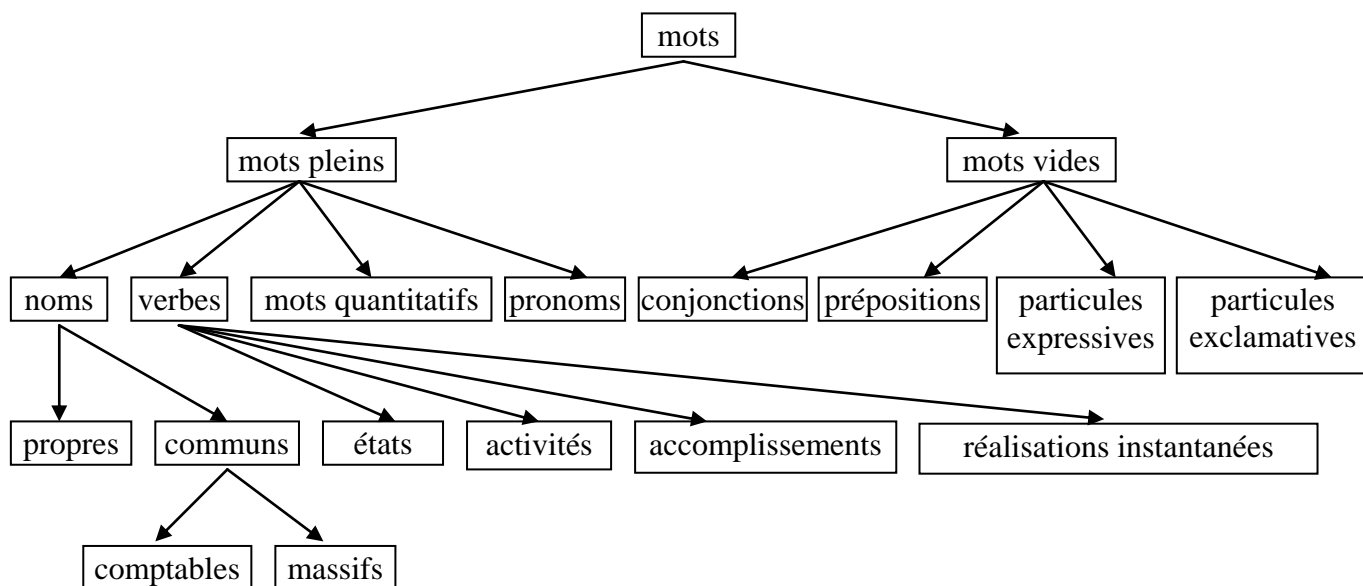 mots
mots pleins
mots vides
noms
verbes
mots quantitatifs
pronoms
conjonctions
prépositions
particules
expressives
particules
exclamatives
propres
communs
états
activités
accomplissements
réalisations instantanées
comptables
massifs